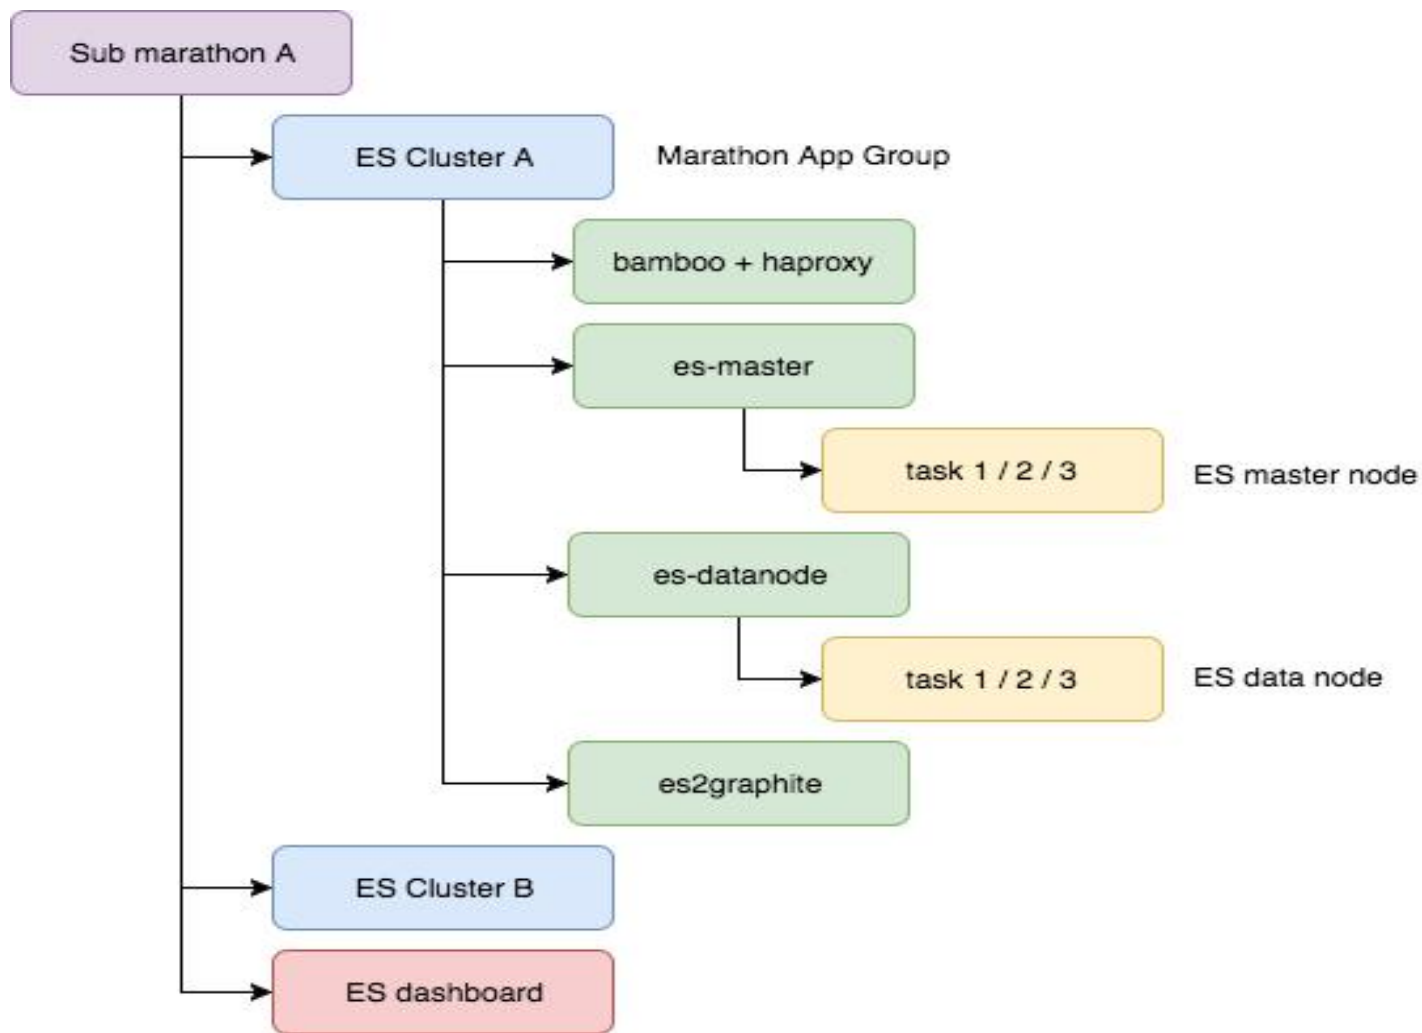 Sub marathon A
ES Cluster A
Marathon App Group
bamboo + haproxy
es-master
task 1 / 2 / 3
ES master node
es-datanode
task 1 / 2 / 3
ES data node
es2graphite
ES Cluster B
ES dashboard